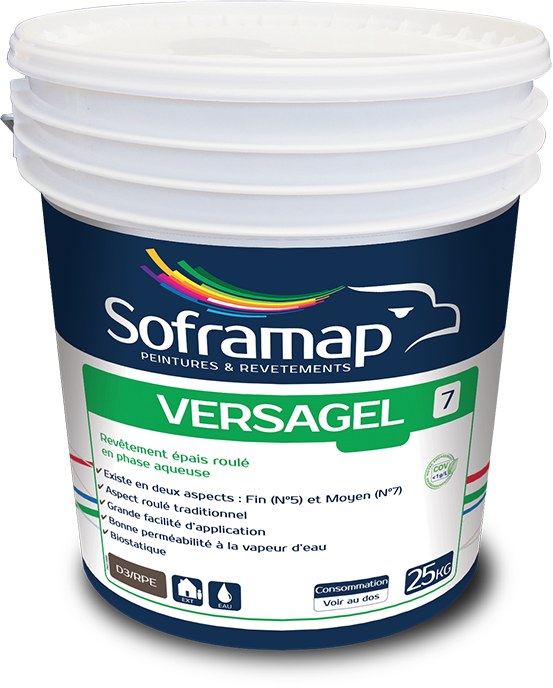 Soframap
PEINTURES & REVETEMENTS
VERSAGEL
7
Revêtement épais roulé
en phase aqueuse
COV
<1g/L
✔ Existe en deux aspects : Fin (N°5) et Moyen (N°7)
✔ Aspect roulé traditionnel
✔ Grande facilité d'application
✔ Bonne perméabilité à la vapeur d'eau
✔ Biostatique
D3/RPE
EXT
EAU
Consommation
Voir au dos
25KG